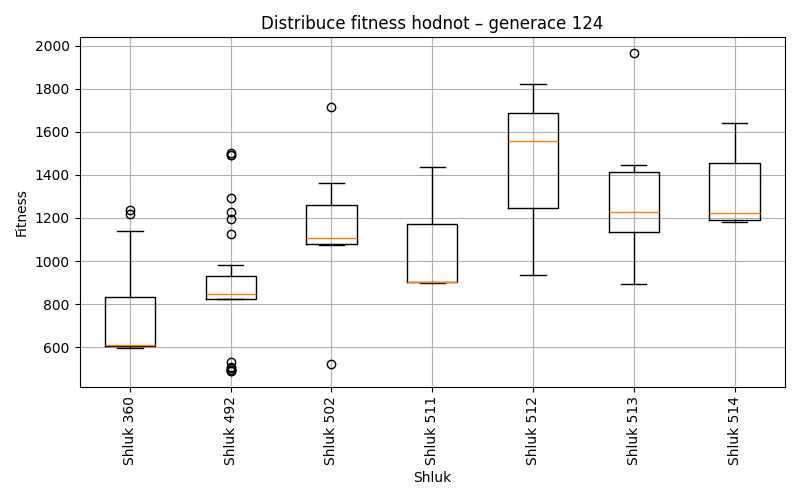 Distribuce fitness hodnot – generace 124
Fitness
2000
1800
1600
1400
1200
1000
800
600
Shluk 360
Shluk 492
Shluk 502
Shluk 511
Shluk 512
Shluk 513
Shluk 514
Shluk